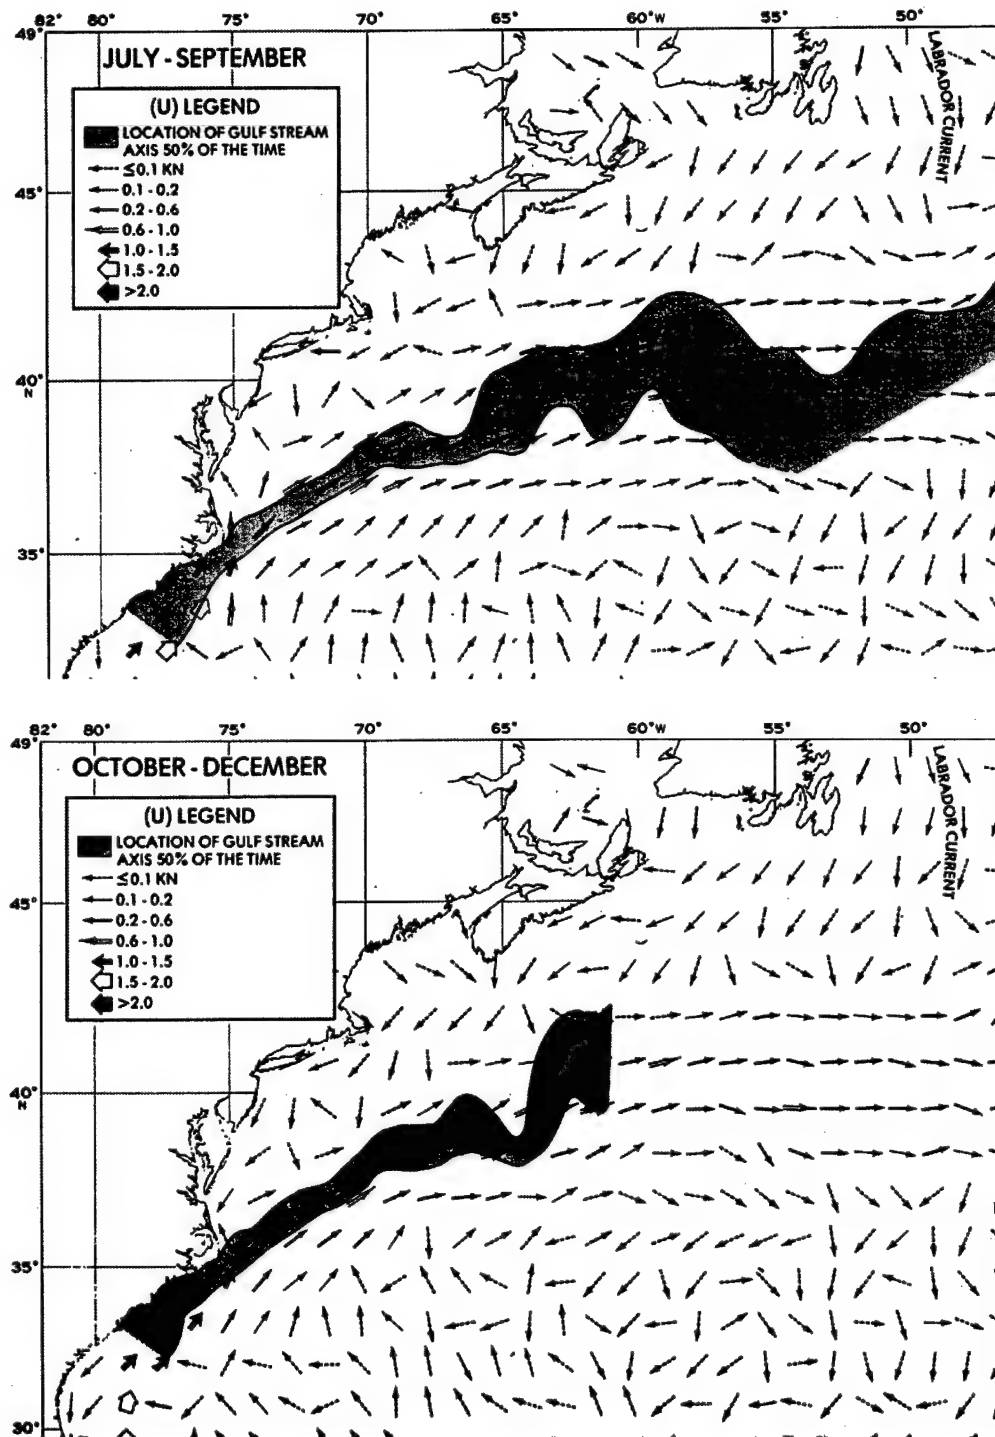 82° 80° 75° 70° 65° 60°W 55° 50°
49°
JULY - SEPTEMBER
(U) LEGEND
LOCATION OF GULF STREAM
AXIS 50% OF THE TIME
≤0.1 KN
0.1 - 0.2
0.2 - 0.6
0.6 - 1.0
1.0 - 1.5
1.5 - 2.0
>2.0
LABRADOR CURRENT
45°
75°
40°
N
35°
82° 80° 75° 70° 65° 60°W 55° 50°
49°
OCTOBER - DECEMBER
(U) LEGEND
LOCATION OF GULF STREAM
AXIS 50% OF THE TIME
≤0.1 KN
0.1 - 0.2
0.2 - 0.6
0.6 - 1.0
1.0 - 1.5
1.5 - 2.0
>2.0
LABRADOR CURRENT
45°
75°
40°
N
35°
30°